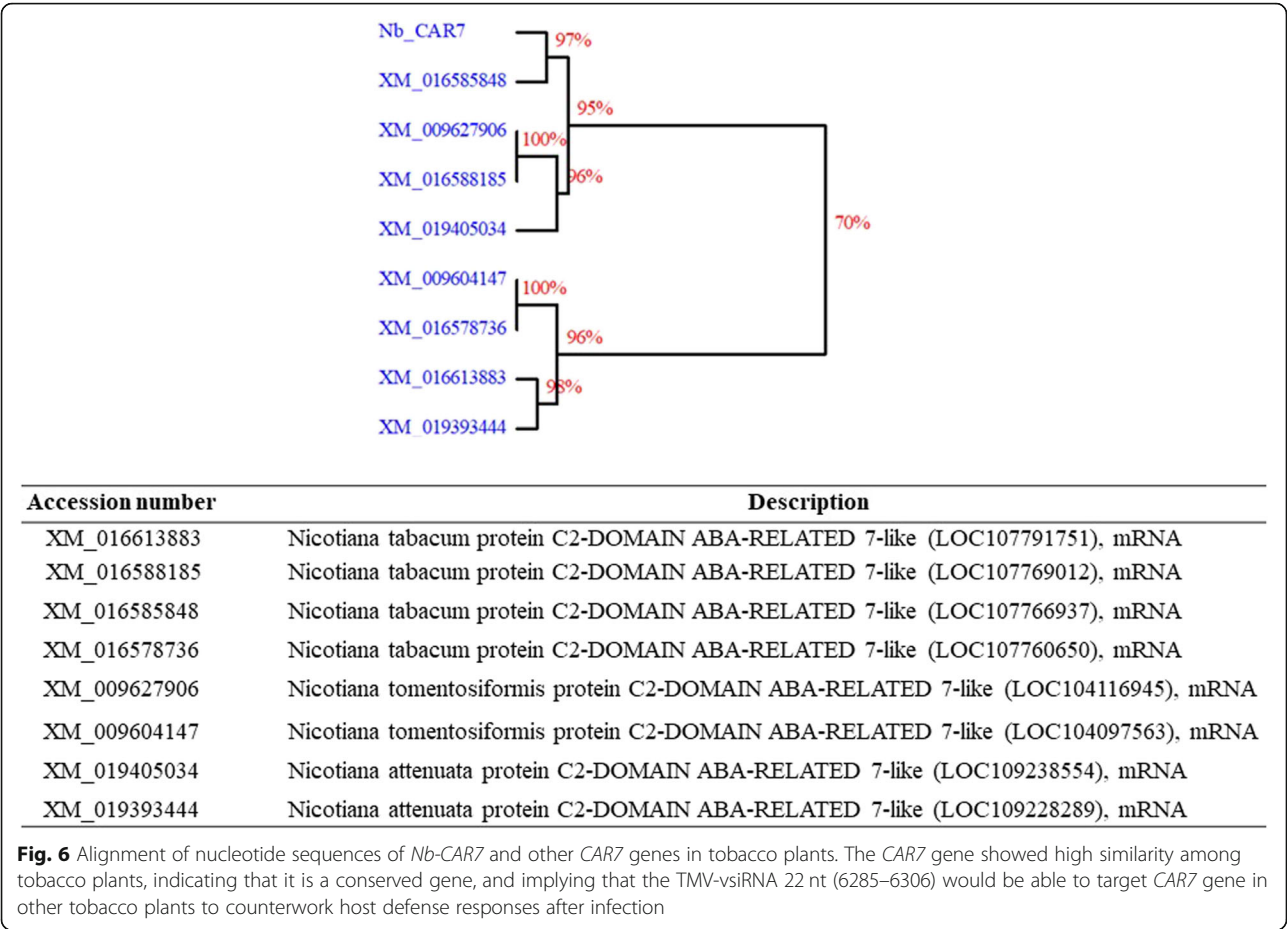 Nb_CAR7
97%
XM_016585848
95%
XM_009627906
100%
XM_016588185
96%
XM_019405034
70%
XM_009604147
100%
XM_016578736
96%
XM_016613883
98%
XM_019393444
Accession number Description
XM_016613883 Nicotiana tabacum protein C2-DOMAIN ABA-RELATED 7-like (LOC107791751), mRNA
XM_016588185 Nicotiana tabacum protein C2-DOMAIN ABA-RELATED 7-like (LOC107769012), mRNA
XM_016585848 Nicotiana tabacum protein C2-DOMAIN ABA-RELATED 7-like (LOC107766937), mRNA
XM_016578736 Nicotiana tabacum protein C2-DOMAIN ABA-RELATED 7-like (LOC107760650), mRNA
XM_009627906 Nicotiana tomentosiformis protein C2-DOMAIN ABA-RELATED 7-like (LOC104116945), mRNA
XM_009604147 Nicotiana tomentosiformis protein C2-DOMAIN ABA-RELATED 7-like (LOC104097563), mRNA
XM_019405034 Nicotiana attenuata protein C2-DOMAIN ABA-RELATED 7-like (LOC109238554), mRNA
XM_019393444 Nicotiana attenuata protein C2-DOMAIN ABA-RELATED 7-like (LOC109228289), mRNA
Fig. 6 Alignment of nucleotide sequences of Nb-CAR7 and other CAR7 genes in tobacco plants. The CAR7 gene showed high similarity among
tobacco plants, indicating that it is a conserved gene, and implying that the TMV-vsiRNA 22 nt (6285–6306) would be able to target CAR7 gene in
other tobacco plants to counterwork host defense responses after infection